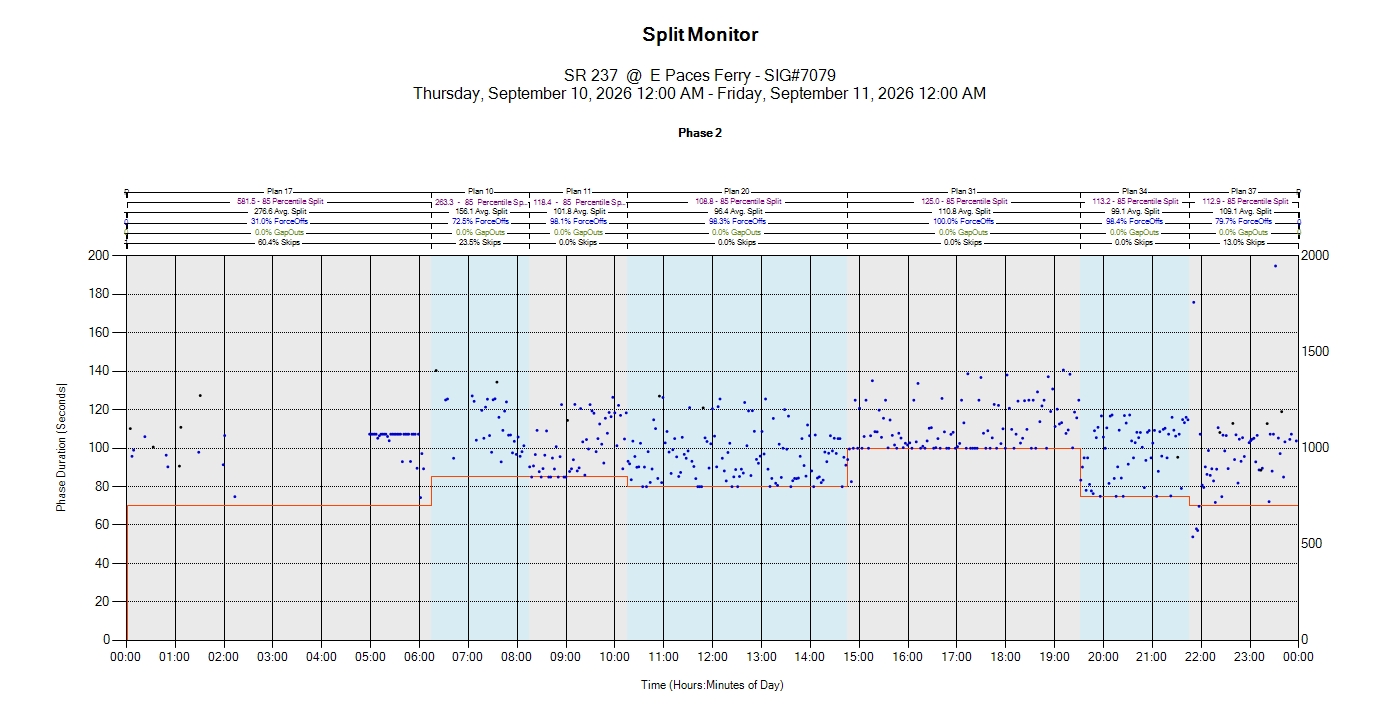 Split Monitor
SR 237 @ E Paces Ferry - SIG#7079
Thursday, September 10, 2026 12:00 AM - Friday, September 11, 2026 12:00 AM
Phase 2
Plan 17 Plan 10 Plan 11 Plan 20 Plan 31 Plan 34 Plan 37
581.5 - 85 Percentile Split 263.3 - 85 Percentile Sp... 118.4 - 85 Percentile Sp... 108.8 - 85 Percentile Split 125.0 - 85 Percentile Split 113.2 - 85 Percentile Split 112.9 - 85 Percentile Split
276.6 Avg. Split 156.1 Avg. Split 101.8 Avg. Split 96.4 Avg. Split 110.8 Avg. Split 99.1 Avg. Split 109.1 Avg. Split
31.0% ForceOffs 72.5% ForceOffs 98.1% ForceOffs 98.3% ForceOffs 100.0% ForceOffs 98.4% ForceOffs 79.7% ForceOffs
0.0% GapOuts 0.0% GapOuts 0.0% GapOuts 0.0% GapOuts 0.0% GapOuts 0.0% GapOuts 0.0% GapOuts
60.4% Skips 23.5% Skips 0.0% Skips 0.0% Skips 0.0% Skips 0.0% Skips 13.0% Skips
200 2000
180
160
1500
140
120
100 1000
80
60
500
40
20
0 0
Phase Duration [Seconds]
00:00 01:00 02:00 03:00 04:00 05:00 06:00 07:00 08:00 09:00 10:00 11:00 12:00 13:00 14:00 15:00 16:00 17:00 18:00 19:00 20:00 21:00 22:00 23:00 00:00
Time (Hours:Minutes of Day)